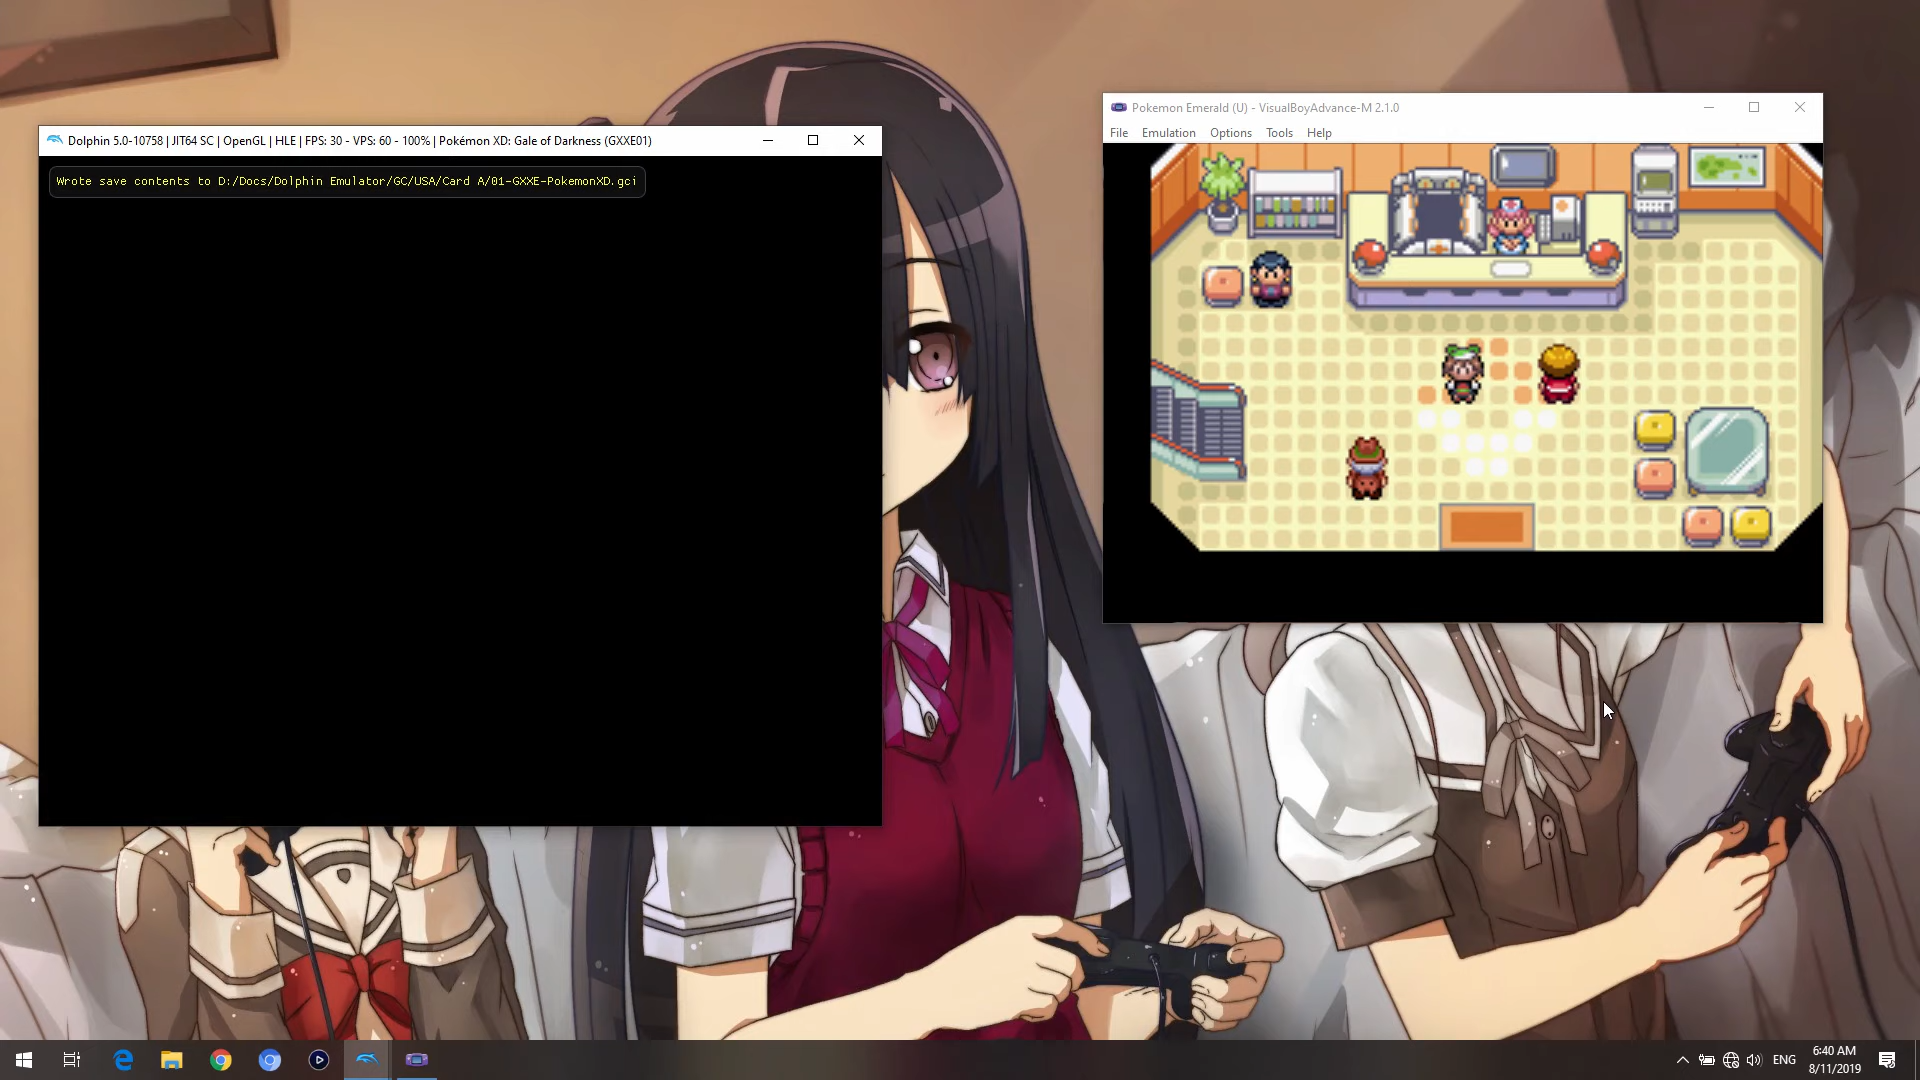 Dolphin 5.0-10758 | JIT64 SC | OpenGL | HLE | FPS: 30 - VPS: 60 - 100% | Pokémon XD: Gale of Darkness (GXXE01)
Wrote save contents to D:/Docs/Dolphin Emulator/GC/USA/Card A/01-GXXE-PokemonXD.gci
Pokemon Emerald (U) - VisualBoyAdvance-M 2.1.0
File Emulation Options Tools Help
ENG
6:40 AM
8/11/2019